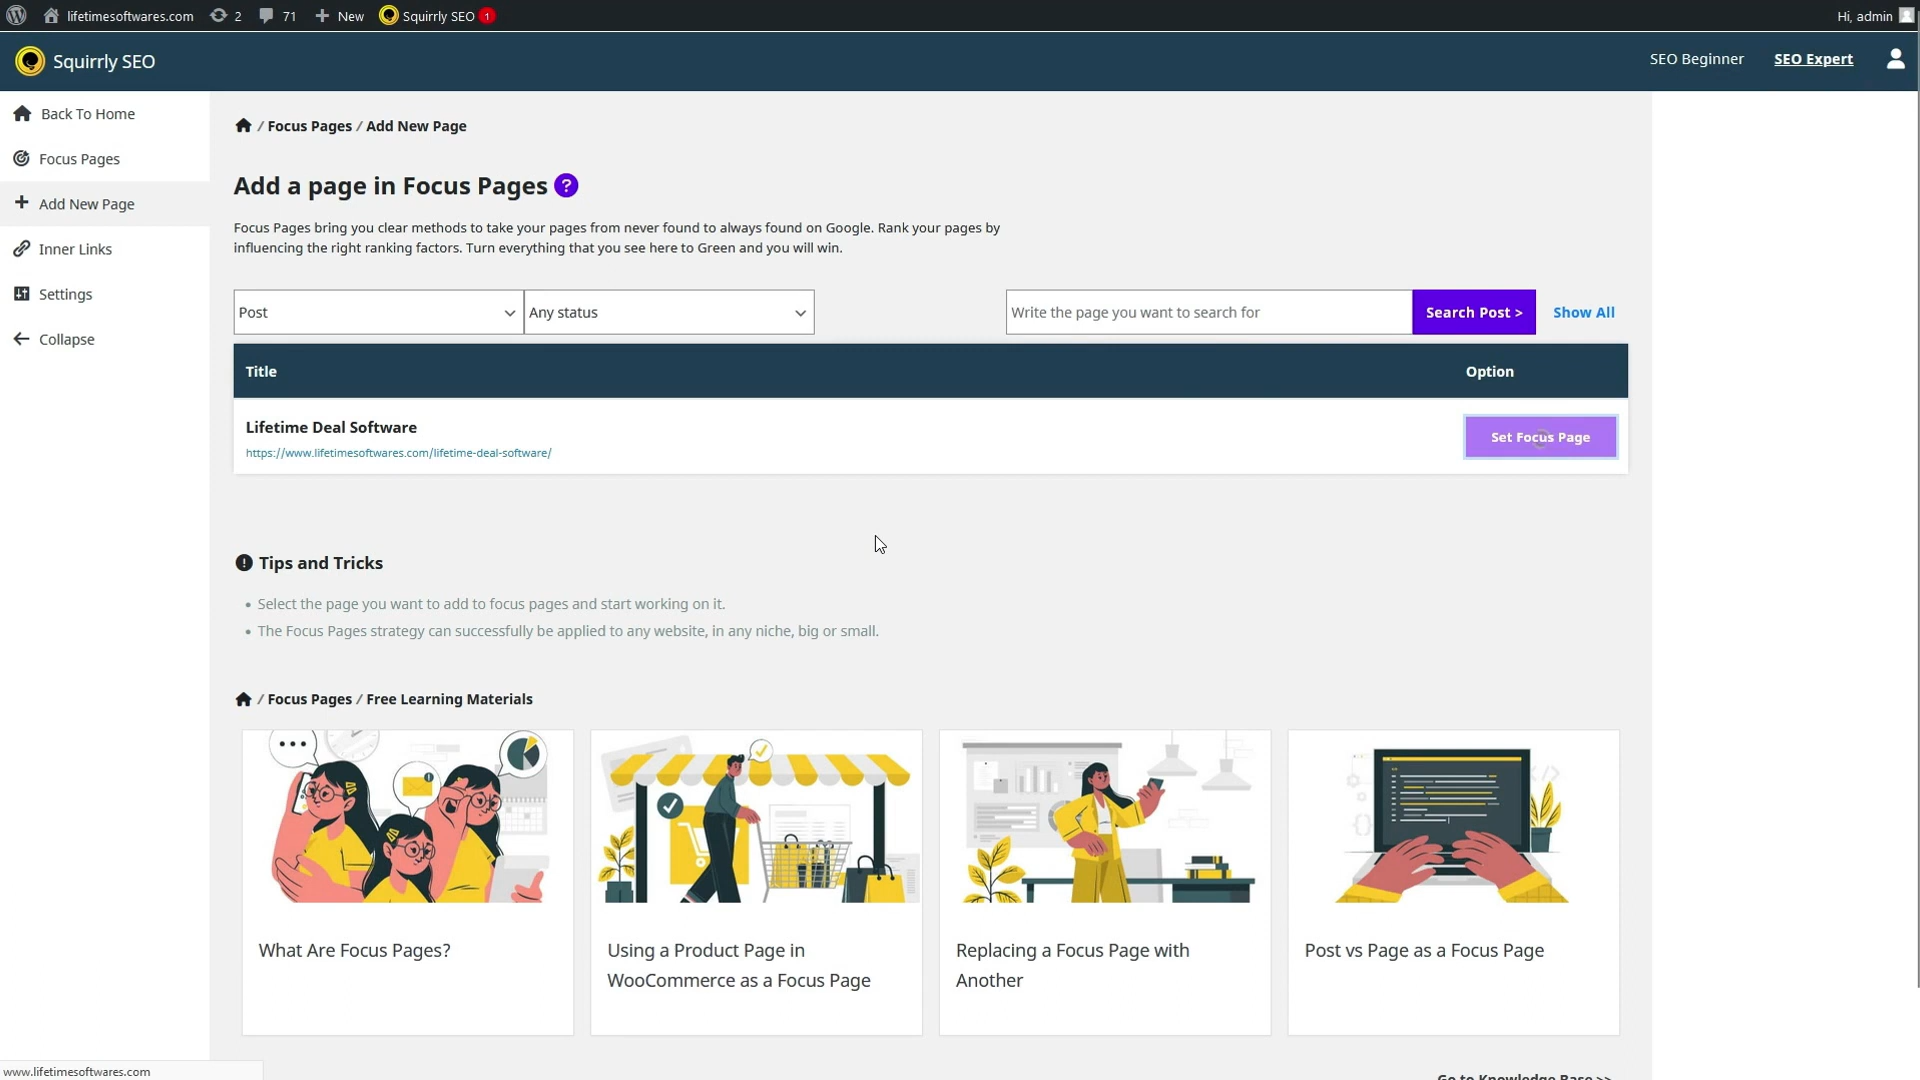 lifetimesoftwares.com 2 71 New Squirrly SEO 1 Hi, admin
Squirrly SEO SEO Beginner SEO Expert
Back To Home
Focus Pages
Add New Page
Inner Links
Settings
Collapse
/ Focus Pages / Add New Page
Add a page in Focus Pages ?
Focus Pages bring you clear methods to take your pages from never found to always found on Google. Rank your pages by
influencing the right ranking factors. Turn everything that you see here to Green and you will win.
Post Any status Write the page you want to search for Search Post > Show All
Title Option
Lifetime Deal Software
https://www.lifetimesoftwares.com/lifetime-deal-software/
Set Focus Page
Tips and Tricks
• Select the page you want to add to focus pages and start working on it.
• The Focus Pages strategy can successfully be applied to any website, in any niche, big or small.
/ Focus Pages / Free Learning Materials
What Are Focus Pages?
Using a Product Page in
WooCommerce as a Focus Page
Replacing a Focus Page with
Another
Post vs Page as a Focus Page
Go to Knowledge Base >>
www.lifetimesoftwares.com